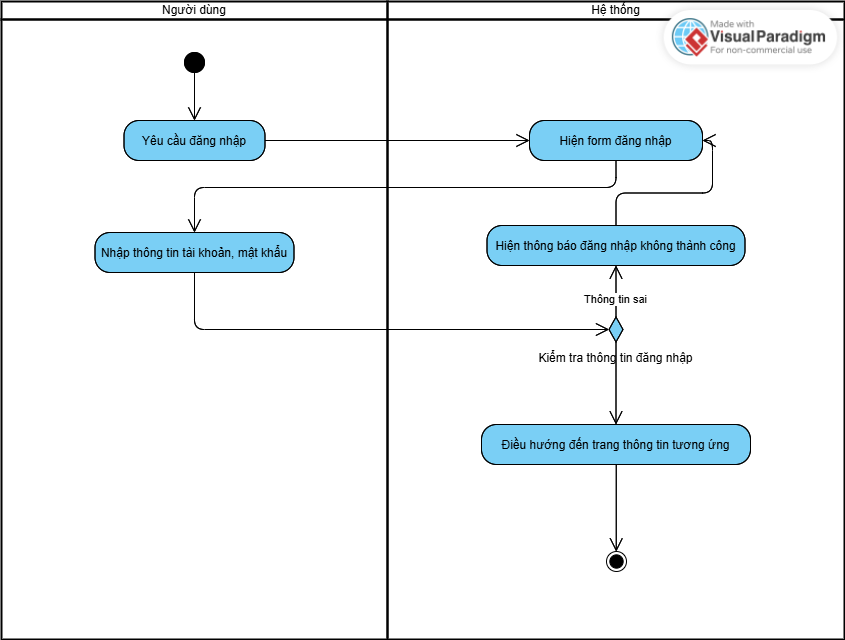 Người dùng
Hệ thống
Made with
VisualParadigm
For non-commercial use
Yêu cầu đăng nhập
Hiện form đăng nhập
Nhập thông tin tài khoản, mật khẩu
Hiện thông báo đăng nhập không thành công
Thông tin sai
Kiểm tra thông tin đăng nhập
Điều hướng đến trang thông tin tương ứng